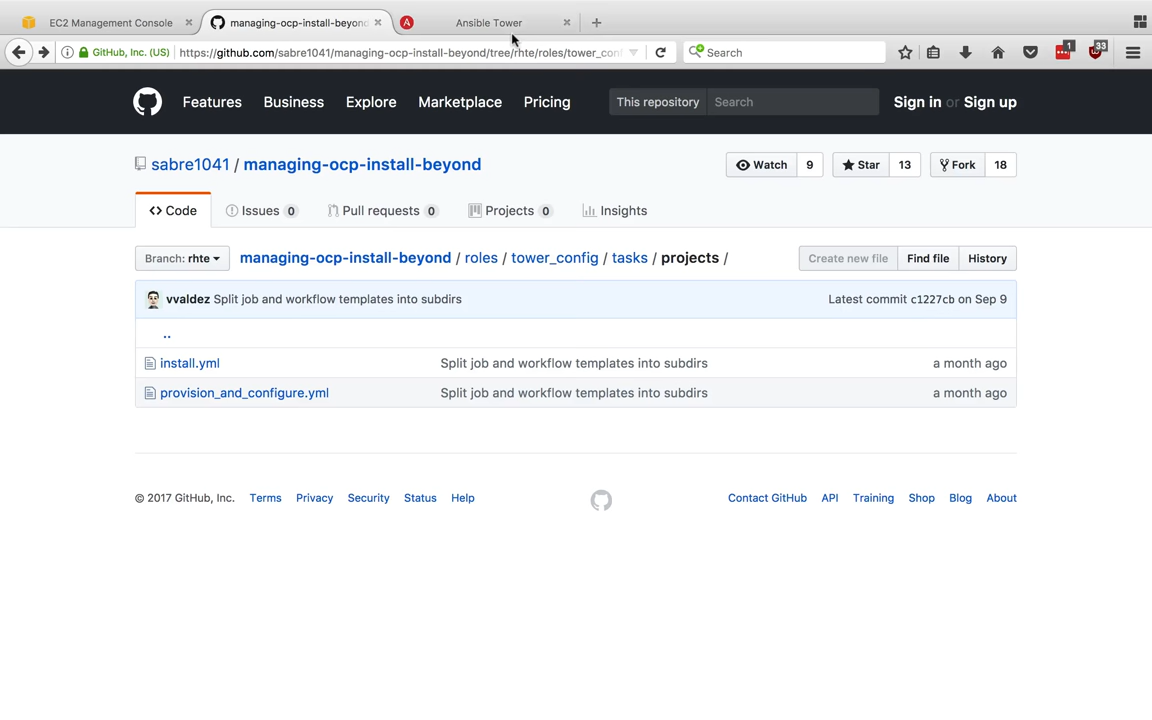 EC2 Management Console
managing-ocp-install-beyond
Ansible Tower
GitHub, Inc. (US)
https://github.com/sabre1041/managing-ocp-install-beyond/tree/rhte/roles/tower_con
Search
1
33
Features
Business
Explore
Marketplace
Pricing
This repository
Search
Sign in or Sign up
sabre1041 / managing-ocp-install-beyond
Watch 9
Star 13
Fork 18
<> Code
Issues 0
Pull requests 0
Projects 0
Insights
Branch: rhte
managing-ocp-install-beyond / roles / tower_config / tasks / projects /
Create new file
Find file
History
vvaldez Split job and workflow templates into subdirs
Latest commit c1227cb on Sep 9
..
install.yml
Split job and workflow templates into subdirs
a month ago
provision_and_configure.yml
Split job and workflow templates into subdirs
a month ago
© 2017 GitHub, Inc.
Terms
Privacy
Security
Status
Help
Contact GitHub
API
Training
Shop
Blog
About